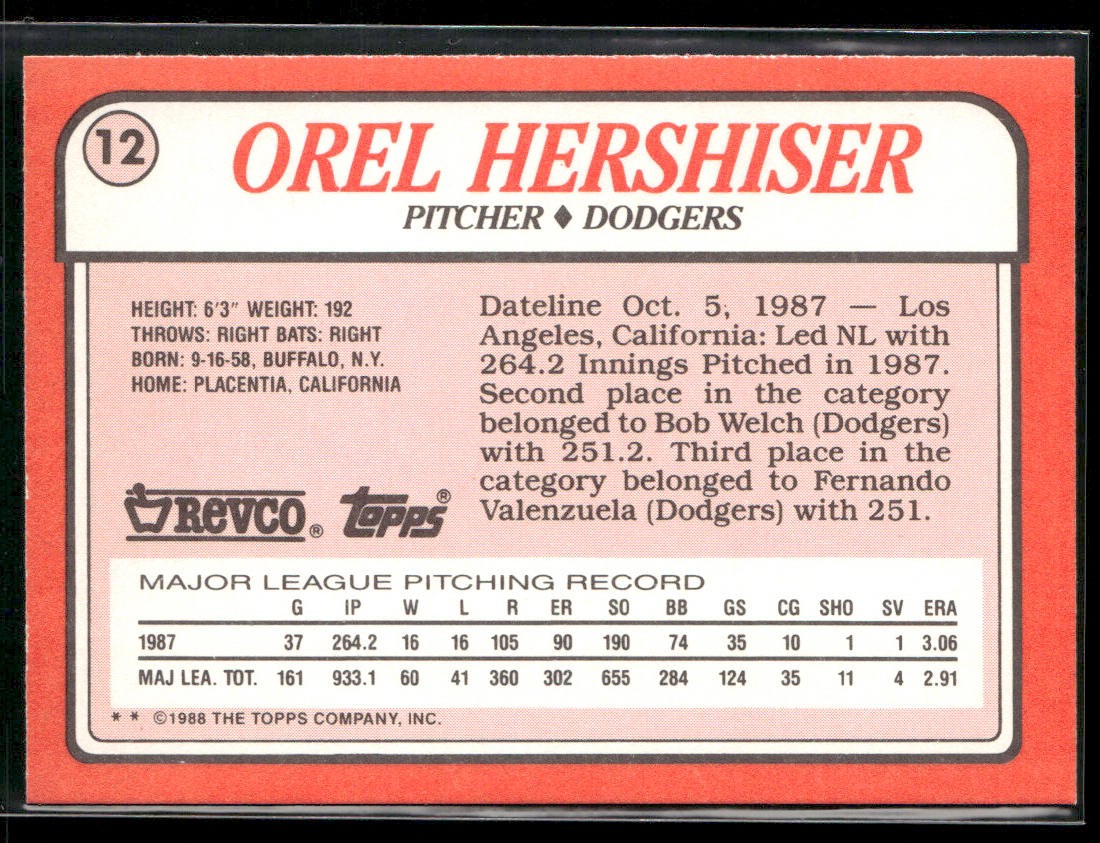 12
OREL HERSHISER
PITCHER ♦ DODGERS
HEIGHT: 6'3" WEIGHT: 192
THROWS: RIGHT BATS: RIGHT
BORN: 9-16-58, BUFFALO, N.Y.
HOME: PLACENTIA, CALIFORNIA
Dateline Oct. 5, 1987 — Los
Angeles, California: Led NL with
264.2 Innings Pitched in 1987.
Second place in the category
belonged to Bob Welch (Dodgers)
with 251.2. Third place in the
category belonged to Fernando
Valenzuela (Dodgers) with 251.
REVCO® topps®
MAJOR LEAGUE PITCHING RECORD
G IP W L R ER SO BB GS CG SHO SV ERA
1987 37 264.2 16 16 105 90 190 74 35 10 1 1 3.06
MAJ LEA. TOT. 161 933.1 60 41 360 302 655 284 124 35 11 4 2.91
* * ©1988 THE TOPPS COMPANY, INC.